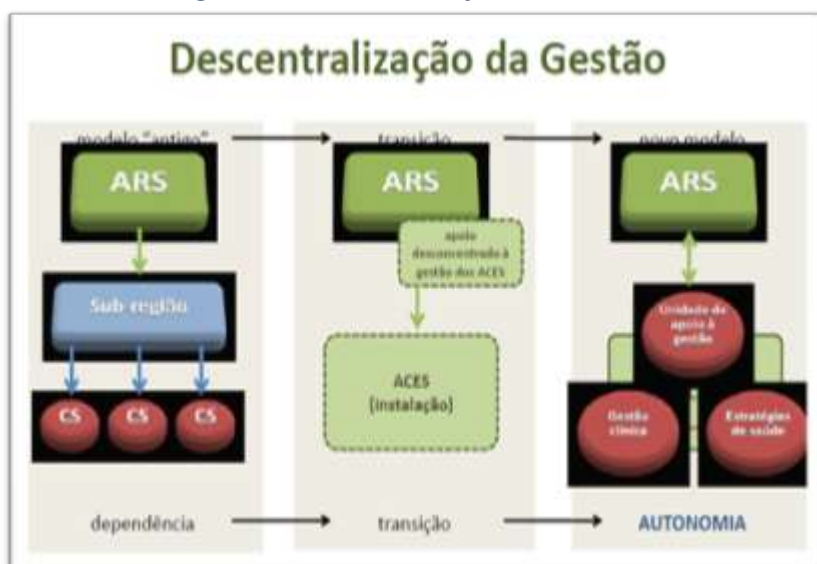 Descentralização da Gestão
modelo "antigo"
transição
novo modelo
ARS
ARS
ARS
apoio
desconcentrado à
gestão dos ACES
Sub região
Unidade de
apoio à
gestão
ACES
(instalação)
CS
CS
CS
Gestão
clínica
Estratégias
de saúde
dependência
transição
AUTONOMIA